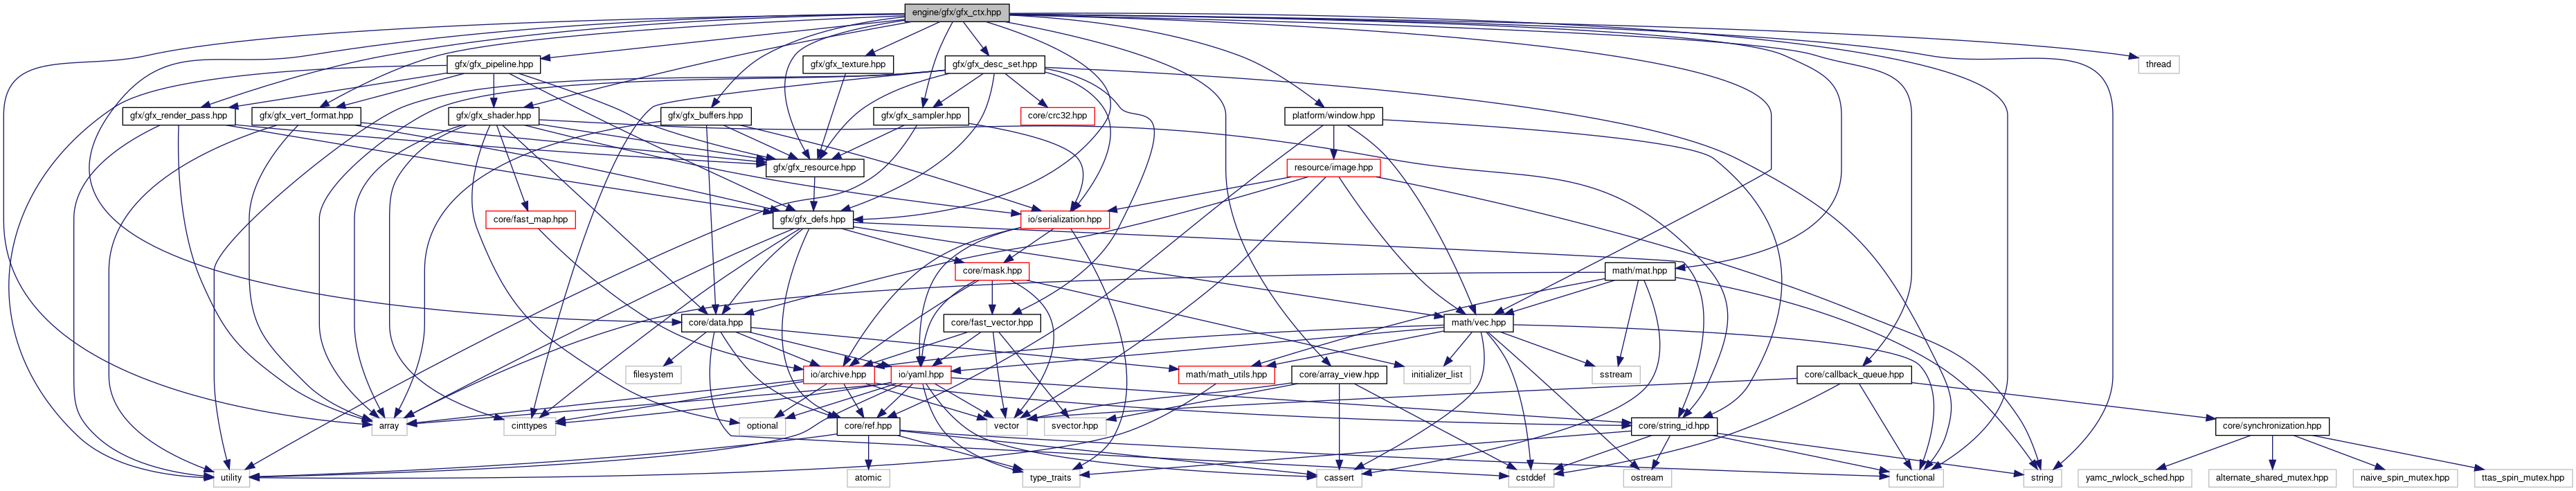 engine/gfx/gfx_ctx.hpp
gfx/gfx_pipeline.hpp
gfx/gfx_texture.hpp
gfx/gfx_desc_set.hpp
thread
gfx/gfx_render_pass.hpp
gfx/gfx_vert_format.hpp
gfx/gfx_shader.hpp
gfx/gfx_buffers.hpp
gfx/gfx_sampler.hpp
core/crc32.hpp
platform/window.hpp
gfx/gfx_resource.hpp
resource/image.hpp
core/fast_map.hpp
gfx/gfx_defs.hpp
io/serialization.hpp
core/mask.hpp
math/mat.hpp
core/data.hpp
core/fast_vector.hpp
math/vec.hpp
filesystem
io/archive.hpp
io/yaml.hpp
math/math_utils.hpp
core/array_view.hpp
initializer_list
sstream
core/callback_queue.hpp
array
cinttypes
optional
core/ref.hpp
vector
svector.hpp
core/string_id.hpp
core/synchronization.hpp
utility
atomic
type_traits
cassert
cstddef
ostream
functional
string
yamc_rwlock_sched.hpp
alternate_shared_mutex.hpp
naive_spin_mutex.hpp
ttas_spin_mutex.hpp